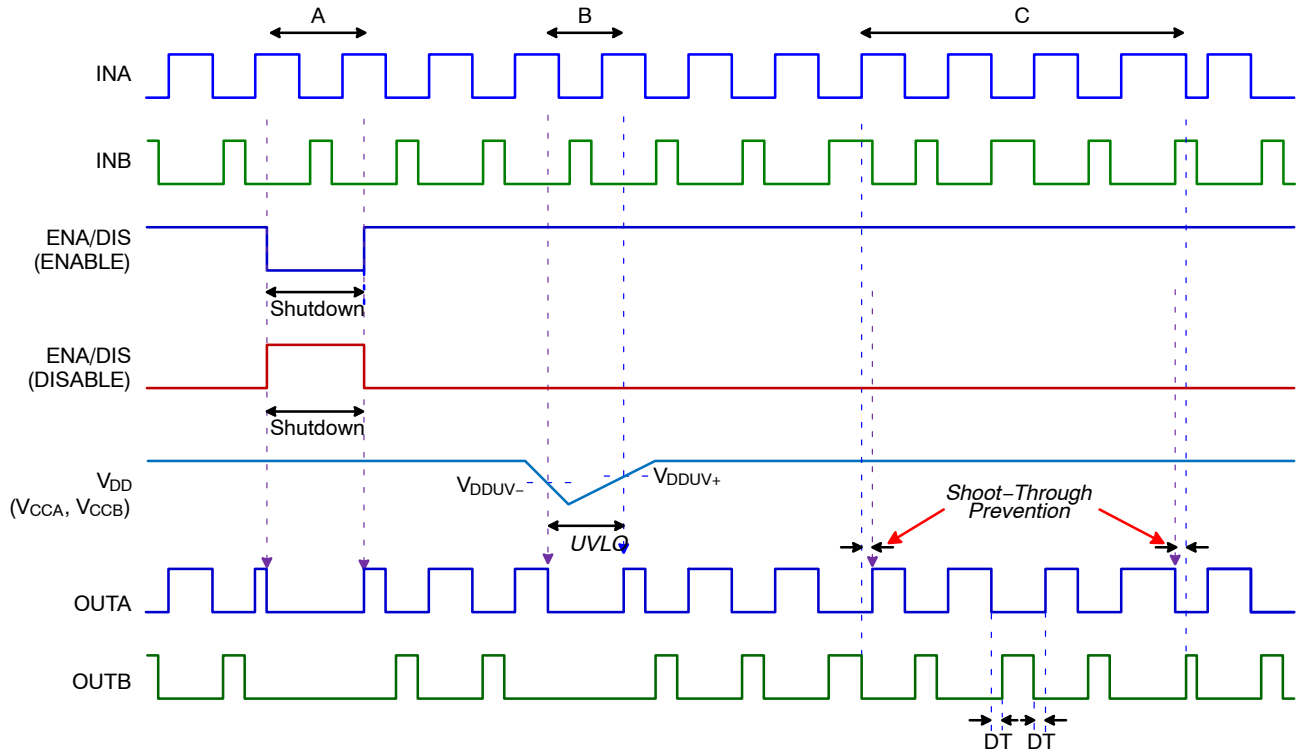 A B C
INA
INB
ENA/DIS
(ENABLE)
Shutdown
ENA/DIS
(DISABLE)
Shutdown
VDD
(VCCA, VCCB)
VDDUV−
VDDUV+
UVLO
Shoot−Through
Prevention
OUTA
OUTB
DT DT